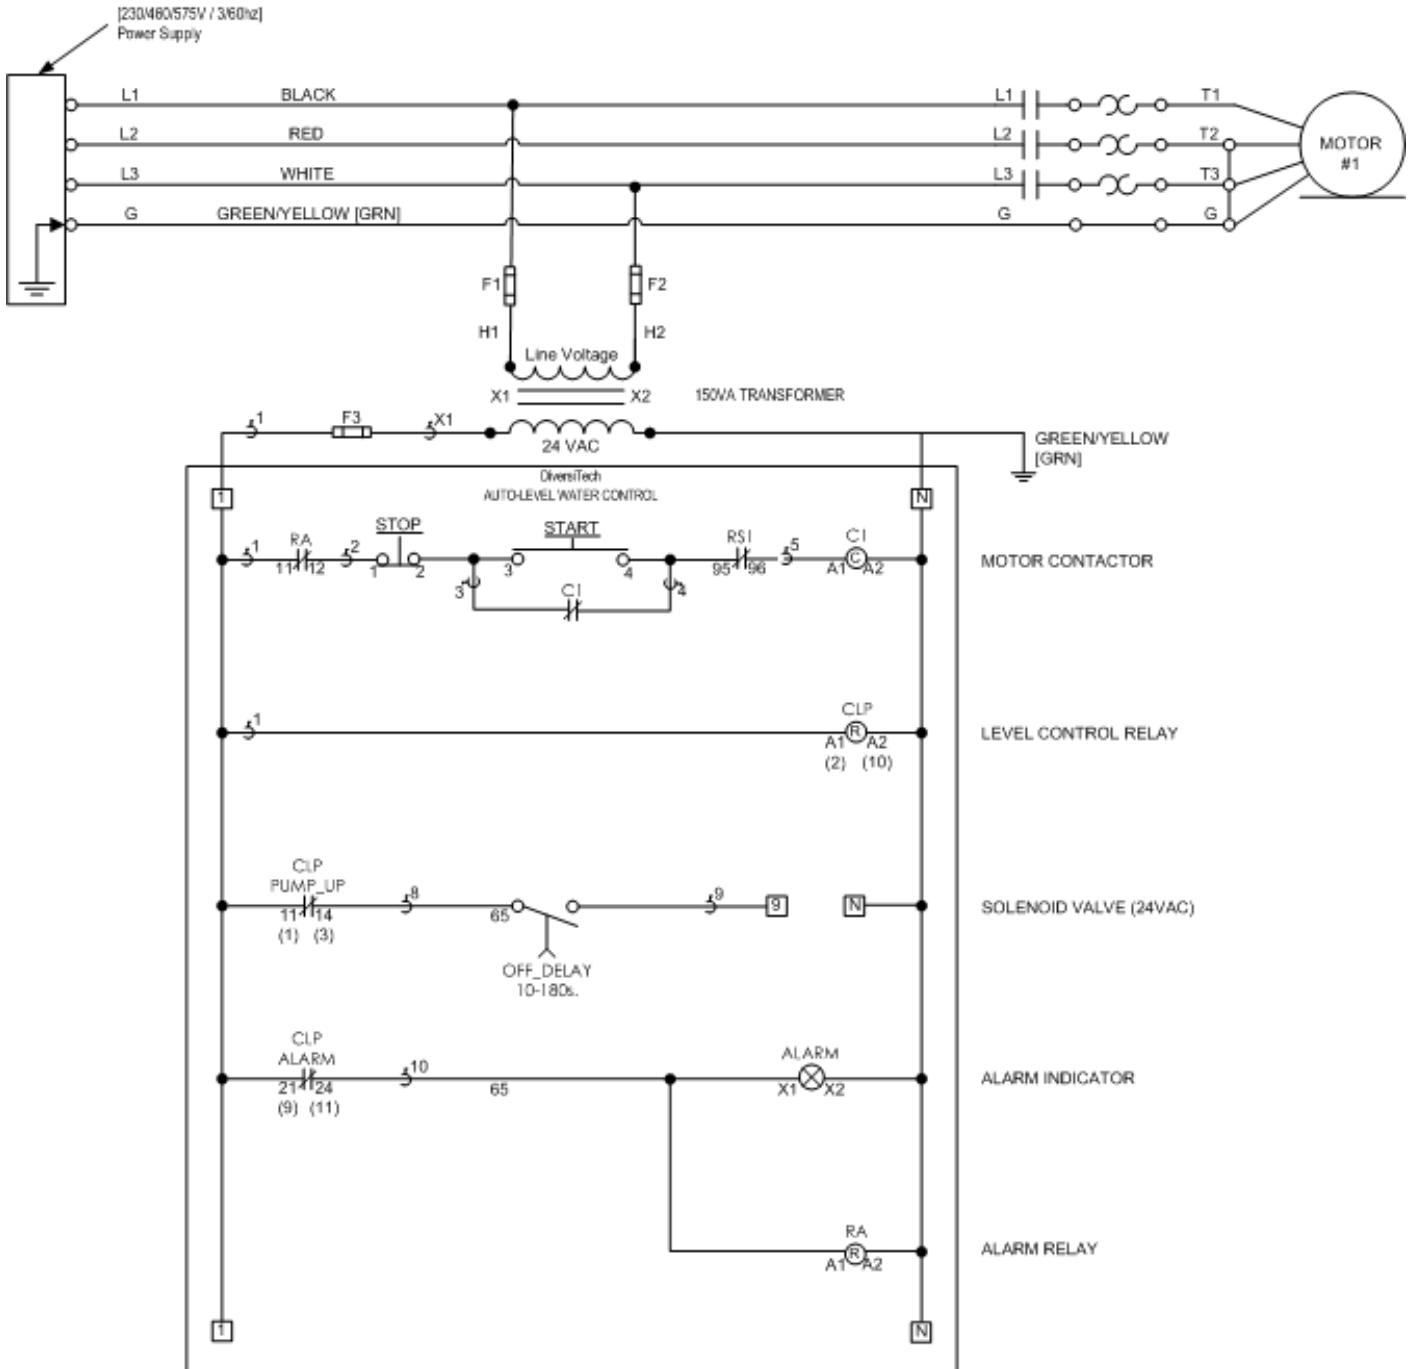 [230/460/575V / 3/60hz]
Power Supply
L1 BLACK L1 T1
L2 RED L2 T2
L3 WHITE L3 T3
G GREEN/YELLOW [GRN] G G
MOTOR
#1
F1 F2
H1 H2
Line Voltage
X1 X2 150VA TRANSFORMER
1 F3 X1
24 VAC
GREEN/YELLOW
[GRN]
DiversiTech
AUTO-LEVEL WATER CONTROL
1 N
STOP START
1 RA 2 RS1 5 C1
11 12 1 2 3 4 95 96 C A1 A2 MOTOR CONTACTOR
3 C1 4
1 CLP
R
A1 A2 LEVEL CONTROL RELAY
(2) (10)
CLP
PUMP_UP 8 9
11 14 65 9 N SOLENOID VALVE (24VAC)
(1) (3)
OFF_DELAY
10-180s.
CLP
ALARM 10 ALARM
21 24 65 X1 X2 ALARM INDICATOR
(9) (11)
RA
R
A1 A2 ALARM RELAY
1 N